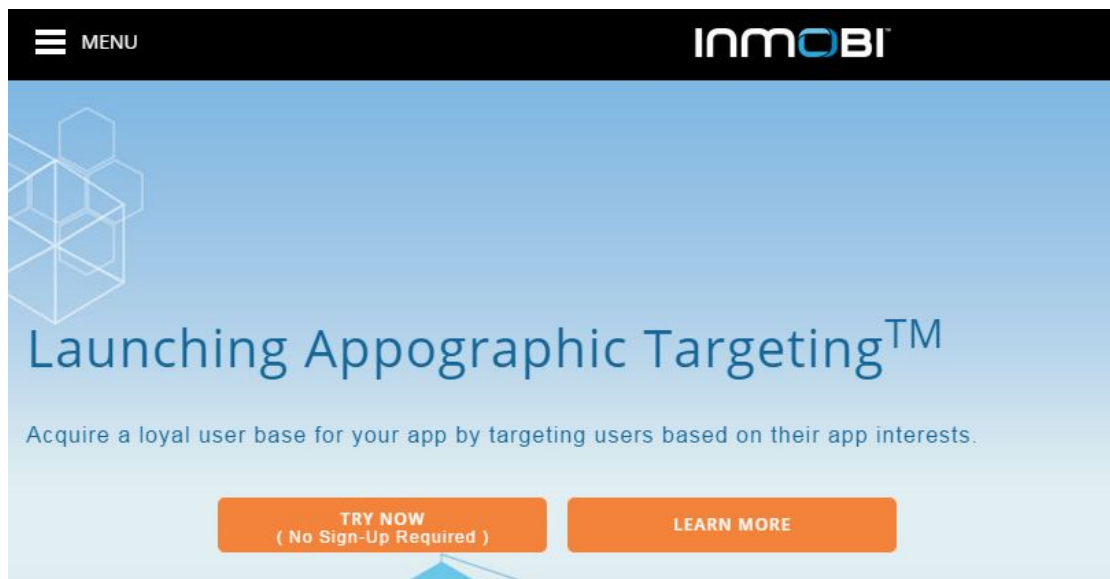 MENU
INMOBI™
Launching Appographic Targeting™
Acquire a loyal user base for your app by targeting users based on their app interests.
TRY NOW
( No Sign-Up Required )
LEARN MORE